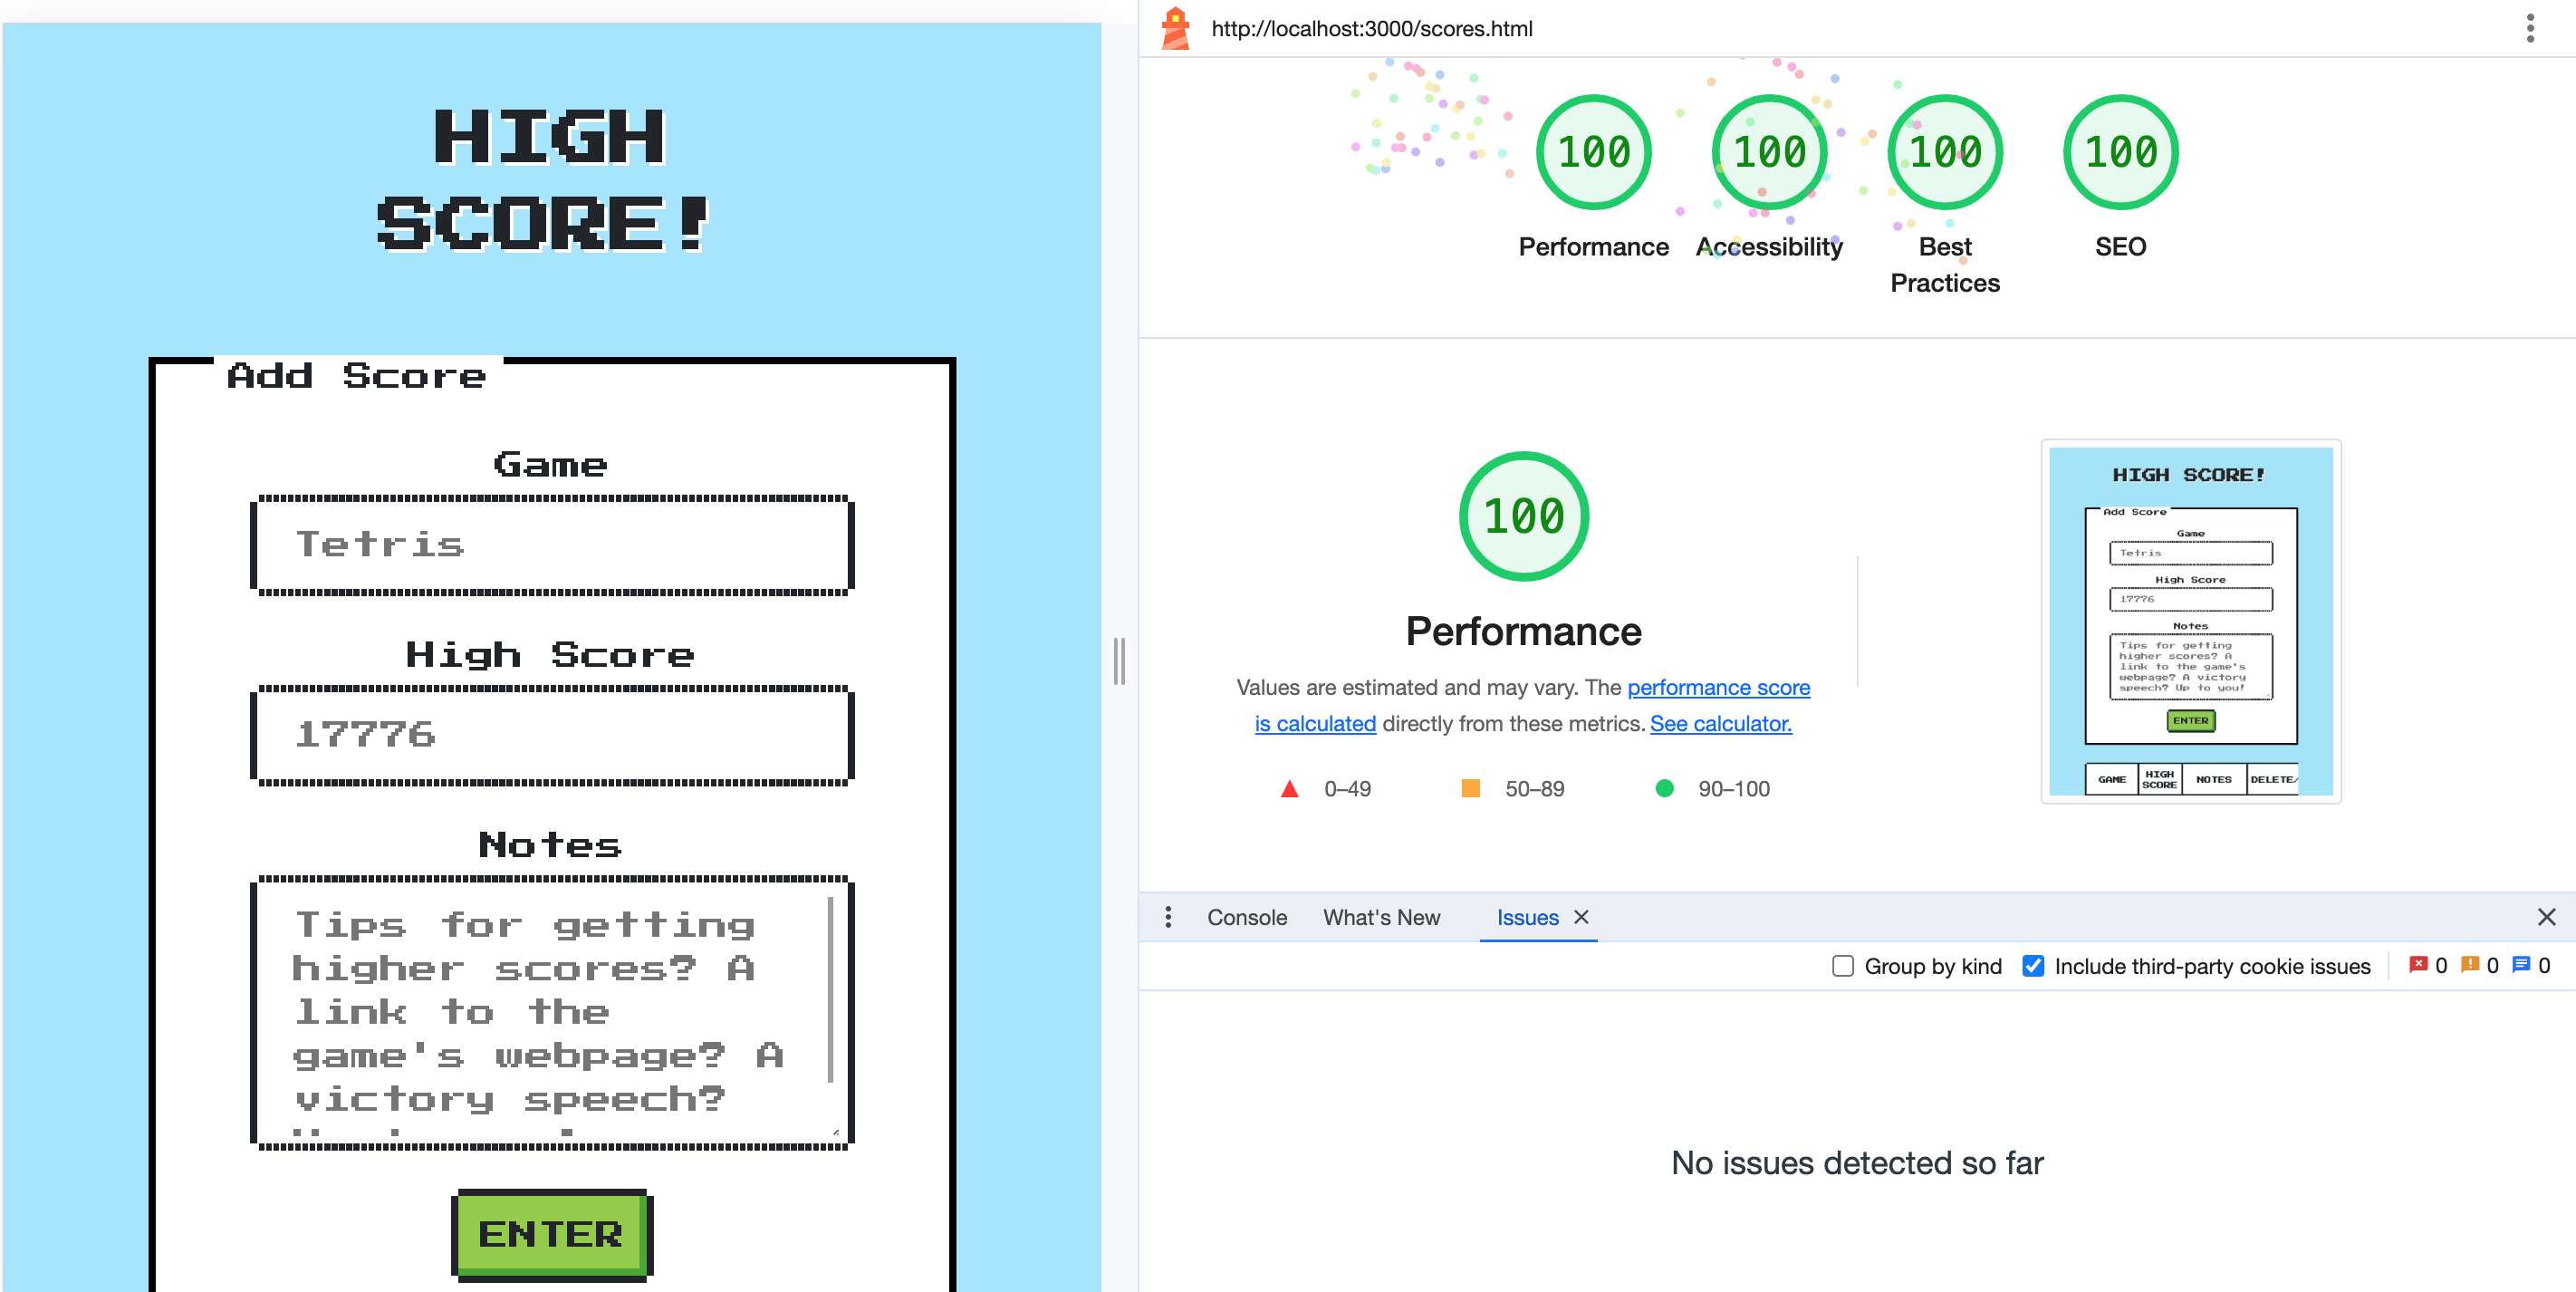 HIGH
SCORE!
Add Score
Game
Tetris
High Score
17776
Notes
Tips for getting
higher scores? A
link to the
game's webpage? A
victory speech?
ENTER
http://localhost:3000/scores.html
100 100 100 100
Performance Accessibility Best Practices SEO
100
Performance
Values are estimated and may vary. The performance score
is calculated directly from these metrics. See calculator.
0–49 50–89 90–100
HIGH SCORE!
Add Score
Game
Tetris
High Score
17776
Notes
Tips for getting
higher scores? A
link to the game's
webpage? A victory
speech? Up to you!
ENTER
GAME HIGH SCORE NOTES DELETE/
Console What's New Issues
Group by kind Include third-party cookie issues 0 0 0
No issues detected so far